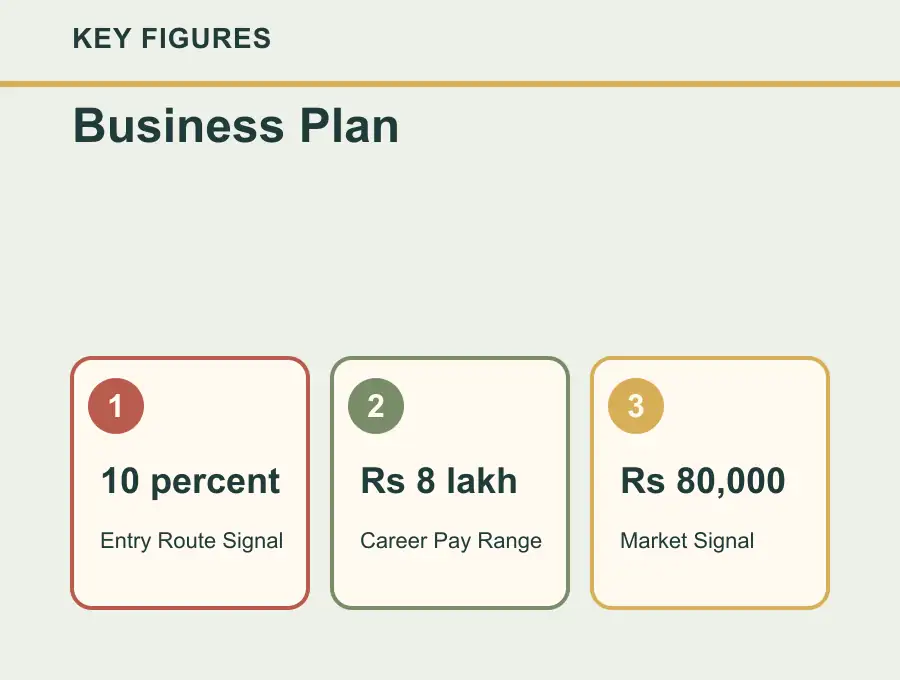 KEY FIGURES
Business Plan
1
10 percent
Entry Route Signal
2
Rs 8 lakh
Career Pay Range
3
Rs 80,000
Market Signal